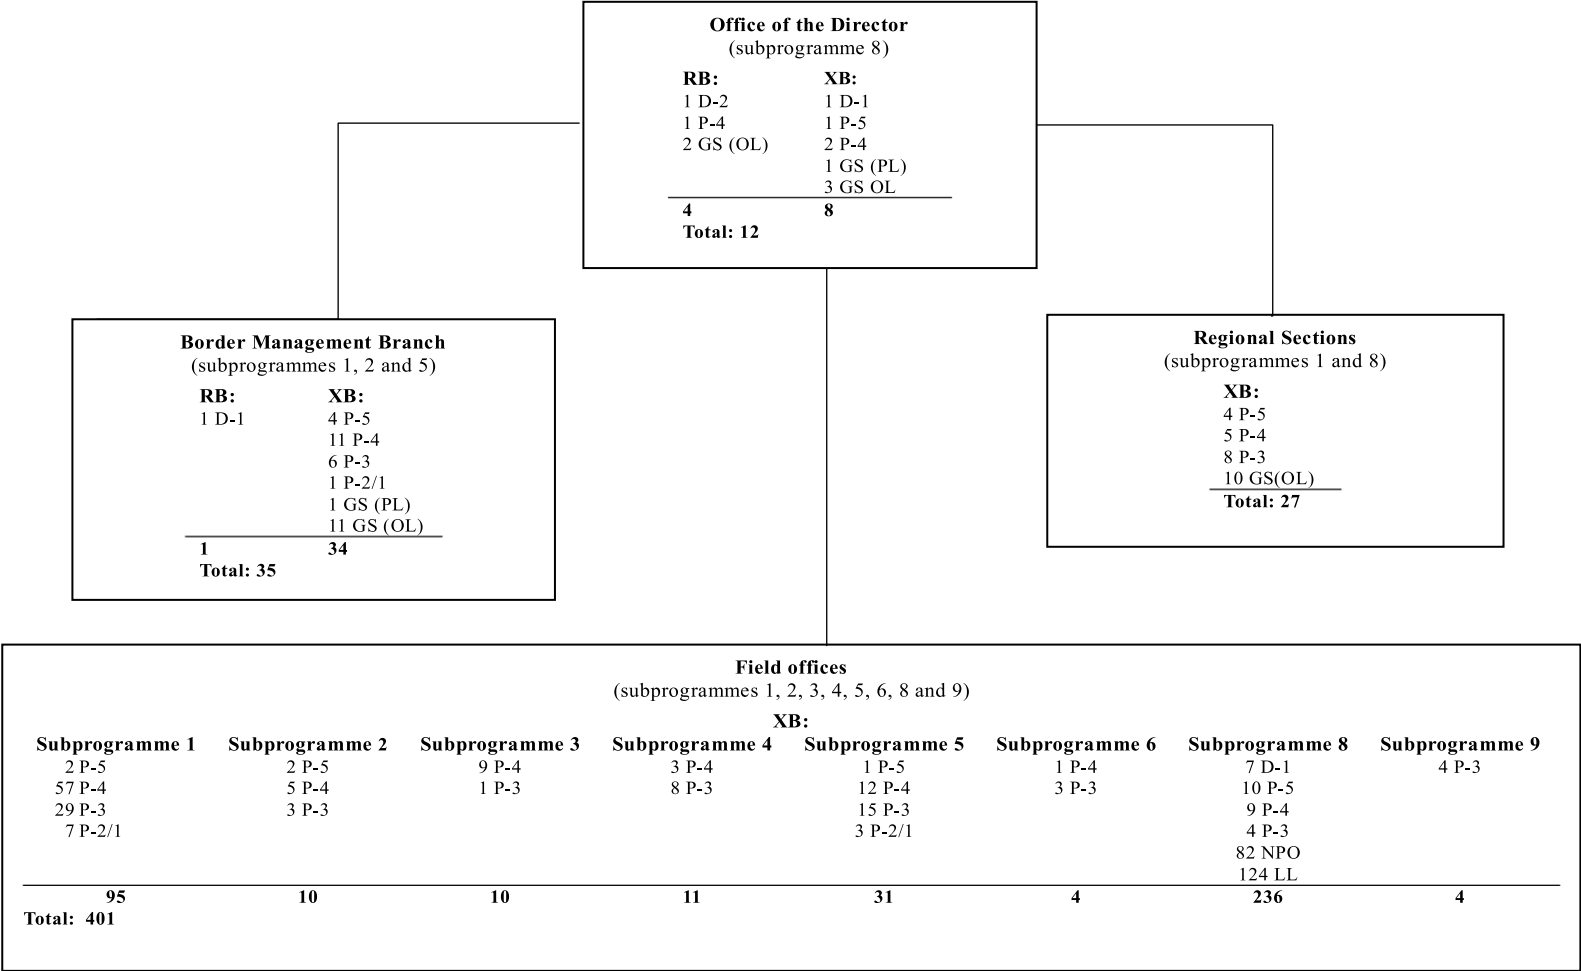 Office of the Director
(subprogramme 8)
RB: XB:
1 D-2 1 D-1
1 P-4 1 P-5
2 GS (OL) 2 P-4
1 GS (PL)
3 GS OL
4 8
Total: 12
Border Management Branch
(subprogrammes 1, 2 and 5)
RB: XB:
1 D-1 4 P-5
11 P-4
6 P-3
1 P-2/1
1 GS (PL)
11 GS (OL)
1 34
Total: 35
Regional Sections
(subprogrammes 1 and 8)
XB:
4 P-5
5 P-4
8 P-3
10 GS(OL)
Total: 27
Field offices
(subprogrammes 1, 2, 3, 4, 5, 6, 8 and 9)
XB:
Subprogramme 1 Subprogramme 2 Subprogramme 3 Subprogramme 4 Subprogramme 5 Subprogramme 6 Subprogramme 8 Subprogramme 9
2 P-5 2 P-5 9 P-4 3 P-4 1 P-5 1 P-4 7 D-1 4 P-3
57 P-4 5 P-4 1 P-3 8 P-3 12 P-4 3 P-3 10 P-5
29 P-3 3 P-3 15 P-3 9 P-4
7 P-2/1 3 P-2/1 4 P-3
82 NPO
124 LL
95 10 10 11 31 4 236 4
Total: 401